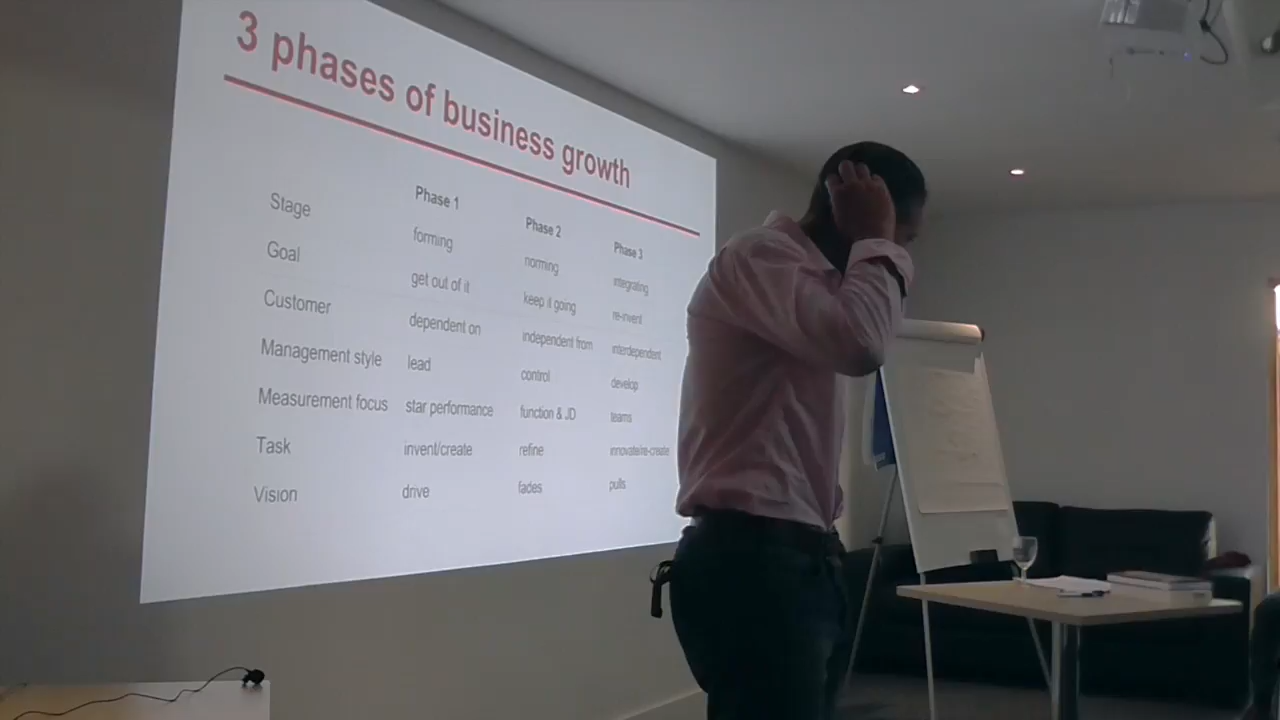 3 phases of business growth
Stage Phase 1 Phase 2 Phase 3
Goal forming norming integrating
Customer get out of it keep it going re-invent
Management style dependent on independent from interdependent
Measurement focus lead control develop
Task star performance function & JD teams
Vision invent/create refine innovate/re-create
drive fades pulls